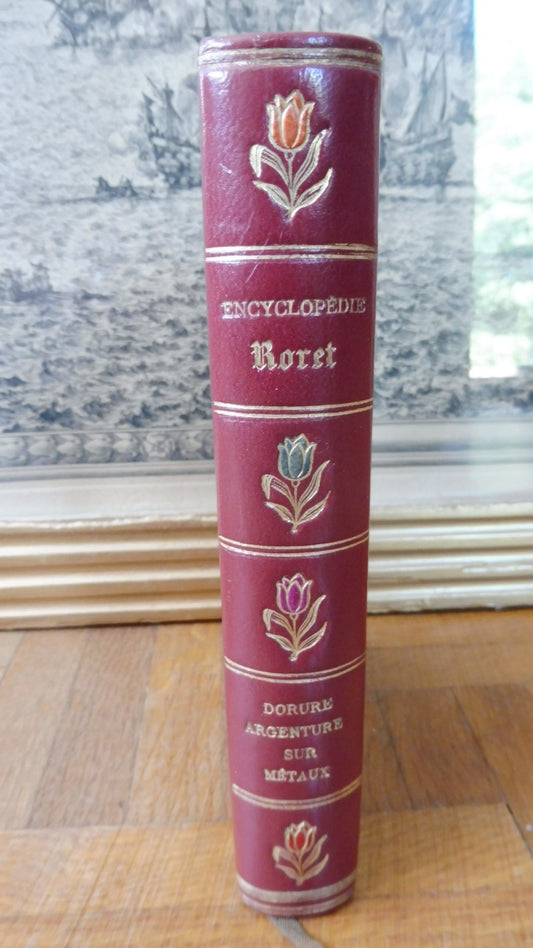 ENCYCLOPÉDIE
Roret
DORURE
ARGENTURE
SUR
MÉTAUX